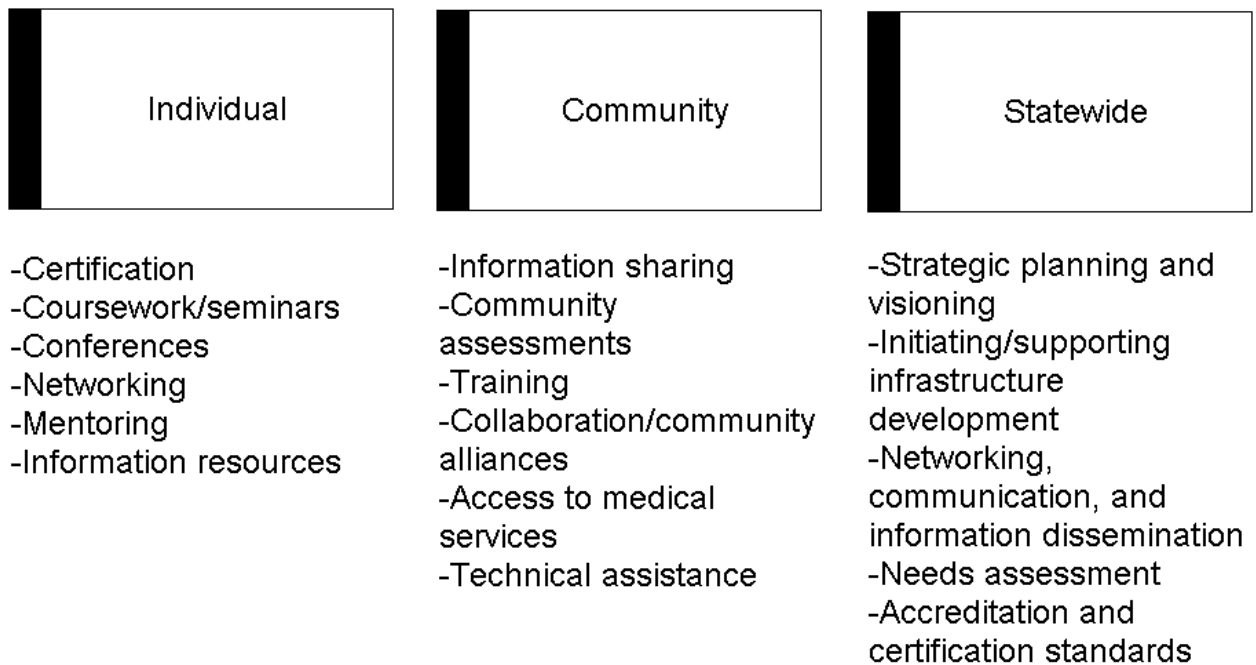 Individual
-Certification
-Coursework/seminars
-Conferences
-Networking
-Mentoring
-Information resources
Community
-Information sharing
-Community
assessments
-Training
-Collaboration/community
alliances
-Access to medical
services
-Technical assistance
Statewide
-Strategic planning and
visioning
-Initiating/supporting
infrastructure
development
-Networking,
communication, and
information dissemination
-Needs assessment
-Accreditation and
certification standards